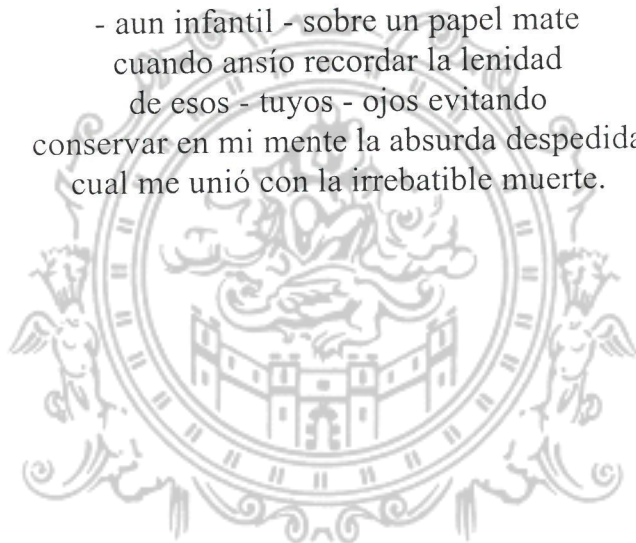 - aun infantil - sobre un papel mate
cuando ansío recordar la lenidad
de esos - tuyos - ojos evitando
conservar en mi mente la absurda despedida
cual me unió con la irrebatible muerte.